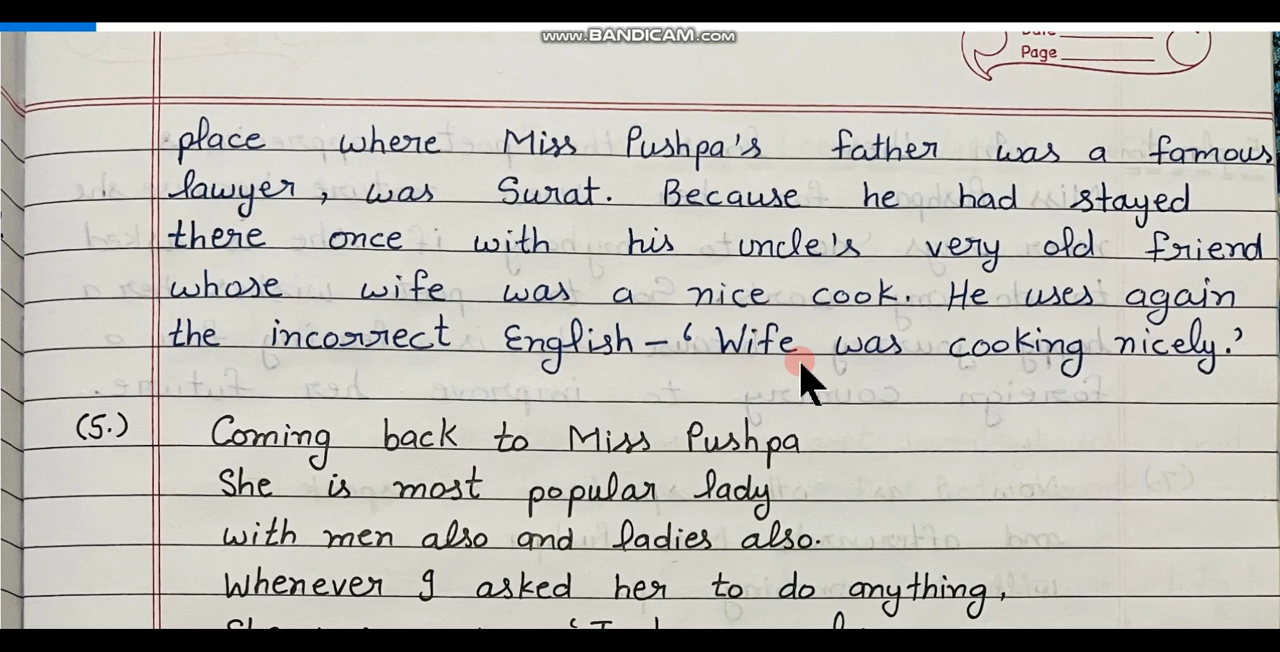 www.BANDICAM.com
Page
place where Miss Pushpa's father was a famous
lawyer, was Surat. Because he had stayed
there once with his uncle's very old friend
whose wife was a nice cook. He uses again
the incorrect English - 'Wife was cooking nicely.'
(5.) Coming back to Miss Pushpa
She is most popular lady
with men also and ladies also.
Whenever I asked her to do anything,